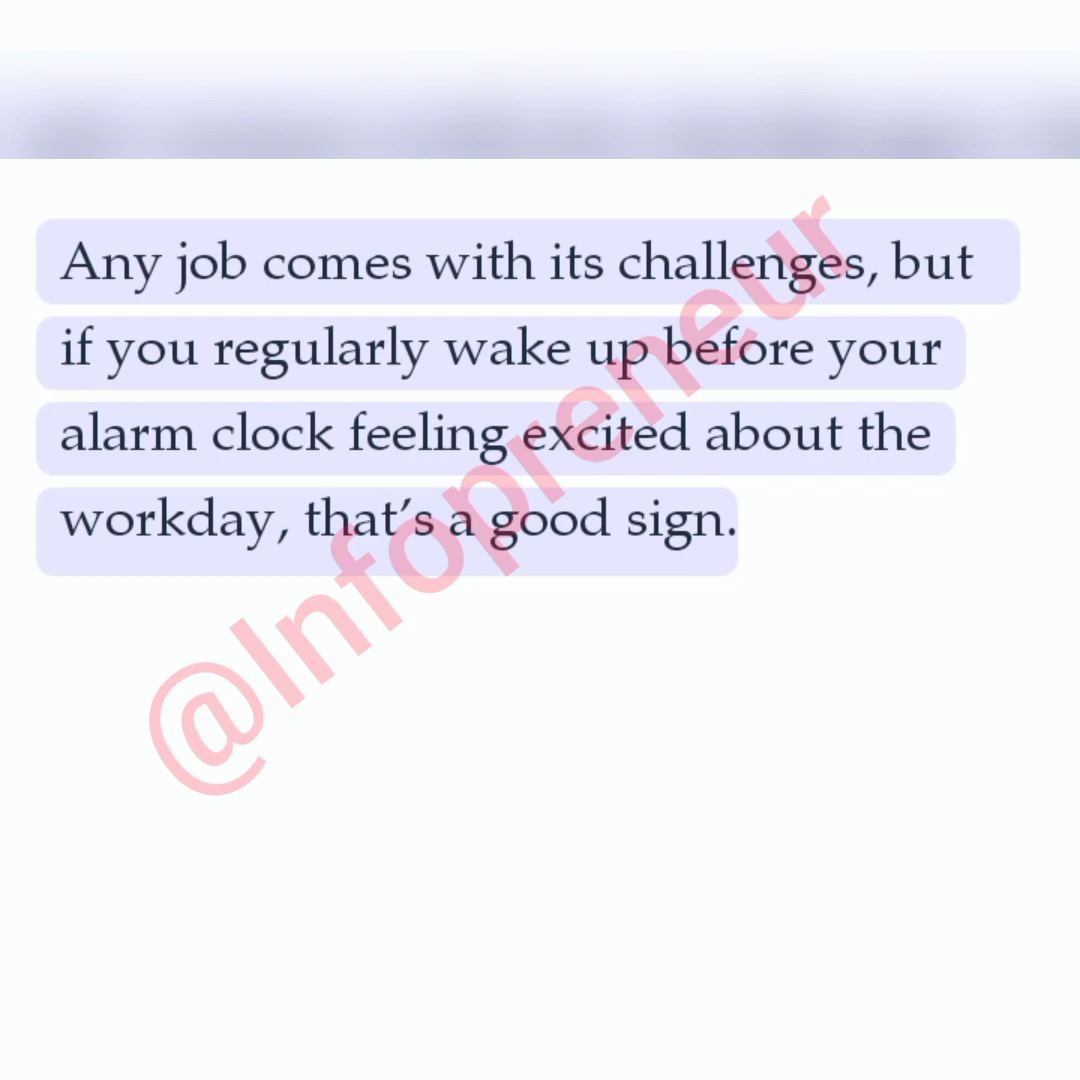 Any job comes with its challenges, but
if you regularly wake up before your
alarm clock feeling excited about the
workday, that’s a good sign.
@Infopreneur